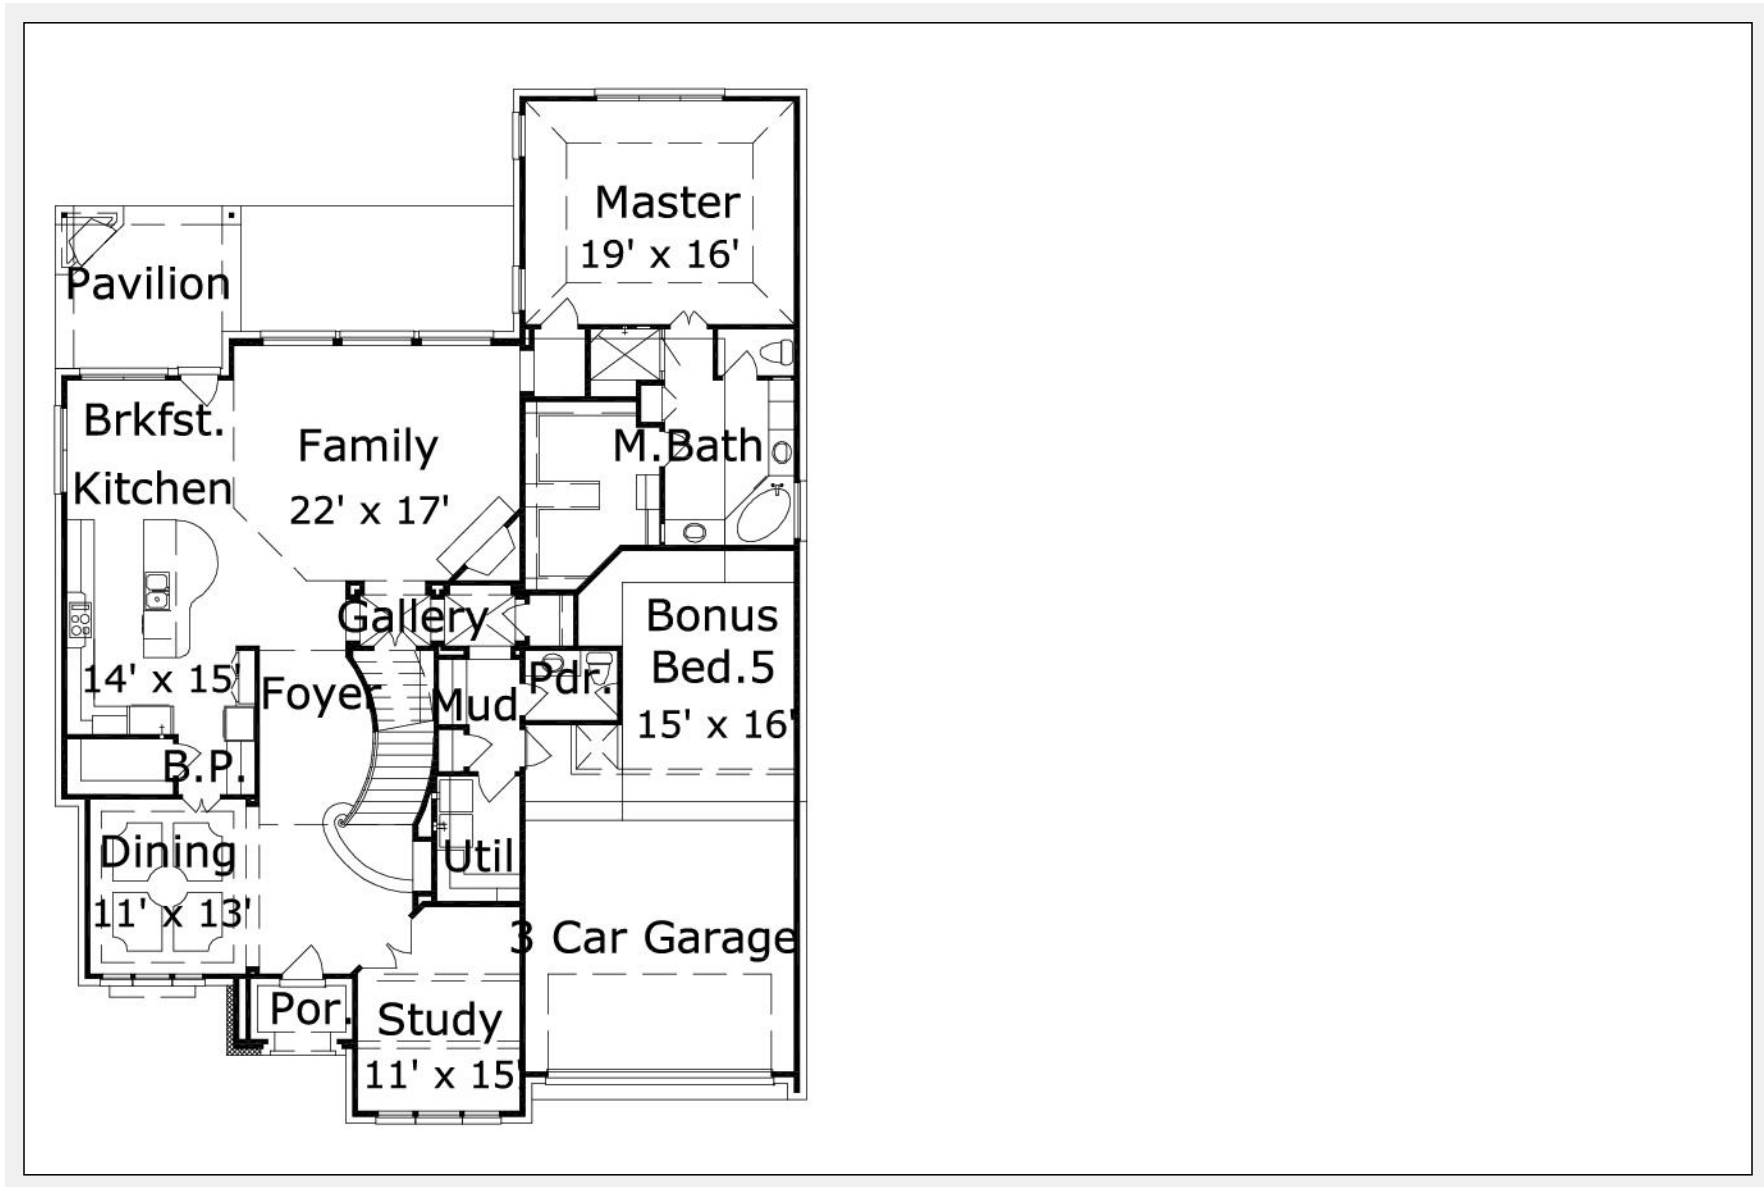 Master
19' x 16'
Pavilion
Brkfst.
Kitchen
Family
22' x 17'
M.Bath
Gallery
Bonus
Bed.5
15' x 16'
14' x 15'
Foyer
Mud
Pdr.
B.P.
Dining
11' x 13'
Util
3 Car Garage
Por.
Study
11' x 15'